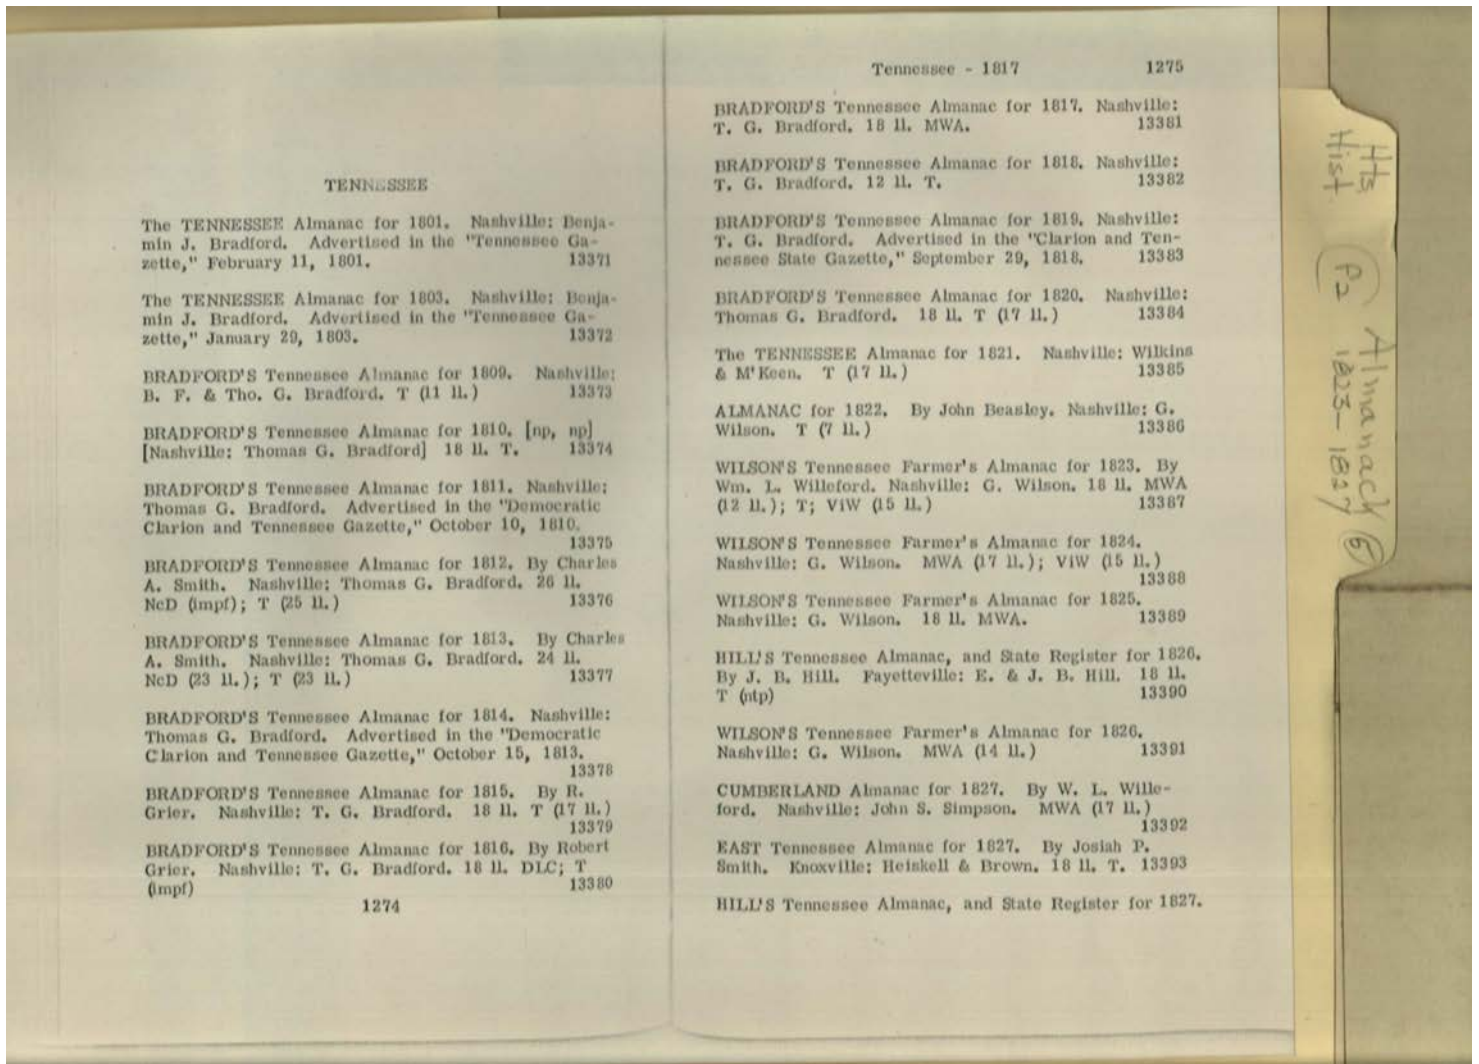 TENNESSEE
The TENNESSEE Almanac for 1801. Nashville: Benja-
min J. Bradford. Advertised in the "Tennessee Ga-
zette," February 11, 1801. 13371
The TENNESSEE Almanac for 1803. Nashville: Benja-
min J. Bradford. Advertised in the "Tennessee Ga-
zette," January 29, 1803. 13372
BRADFORD'S Tennessee Almanac for 1809. Nashville:
B. F. & Tho. G. Bradford. T (11 ll.) 13373
BRADFORD'S Tennessee Almanac for 1810. [np, np]
[Nashville: Thomas G. Bradford] 18 ll. T. 13374
BRADFORD'S Tennessee Almanac for 1811. Nashville:
Thomas G. Bradford. Advertised in the "Democratic
Clarion and Tennessee Gazette," October 10, 1810.
13375
BRADFORD'S Tennessee Almanac for 1812. By Charles
A. Smith. Nashville: Thomas G. Bradford. 26 ll.
NcD (impf); T (25 ll.) 13376
BRADFORD'S Tennessee Almanac for 1813. By Charles
A. Smith. Nashville: Thomas G. Bradford. 24 ll.
NcD (23 ll.); T (23 ll.) 13377
BRADFORD'S Tennessee Almanac for 1814. Nashville:
Thomas G. Bradford. Advertised in the "Democratic
Clarion and Tennessee Gazette," October 15, 1813.
13378
BRADFORD'S Tennessee Almanac for 1815. By R.
Grier. Nashville: T. G. Bradford. 18 ll. T (17 ll.)
13379
BRADFORD'S Tennessee Almanac for 1816. By Robert
Grier. Nashville: T. G. Bradford. 18 ll. DLC; T
(impf) 13380
1274
Tennessee - 1817 1275
BRADFORD'S Tennessee Almanac for 1817. Nashville:
T. G. Bradford. 18 ll. MWA. 13381
BRADFORD'S Tennessee Almanac for 1818. Nashville:
T. G. Bradford. 12 ll. T. 13382
BRADFORD'S Tennessee Almanac for 1819. Nashville:
T. G. Bradford. Advertised in the "Clarion and Ten-
nessee State Gazette," September 29, 1818. 13383
BRADFORD'S Tennessee Almanac for 1820. Nashville:
Thomas G. Bradford. 18 ll. T (17 ll.) 13384
The TENNESSEE Almanac for 1821. Nashville: Wilkins
& M'Keen. T (17 ll.) 13385
ALMANAC for 1822. By John Beasley. Nashville: G.
Wilson. T (7 ll.) 13386
WILSON'S Tennessee Farmer's Almanac for 1823. By
Wm. L. Willeford. Nashville: G. Wilson. 18 ll. MWA
(12 ll.); T; ViW (15 ll.) 13387
WILSON'S Tennessee Farmer's Almanac for 1824.
Nashville: G. Wilson. MWA (17 ll.); ViW (15 ll.)
13388
WILSON'S Tennessee Farmer's Almanac for 1825.
Nashville: G. Wilson. 18 ll. MWA. 13389
HILL'S Tennessee Almanac, and State Register for 1826.
By J. B. Hill. Fayetteville: E. & J. B. Hill. 18 ll.
T (ntp) 13390
WILSON'S Tennessee Farmer's Almanac for 1826.
Nashville: G. Wilson. MWA (14 ll.) 13391
CUMBERLAND Almanac for 1827. By W. L. Wille-
ford. Nashville: John S. Simpson. MWA (17 ll.)
13392
EAST Tennessee Almanac for 1827. By Josiah P.
Smith. Knoxville: Heiskell & Brown. 18 ll. T. 13393
HILL'S Tennessee Almanac, and State Register for 1827.
Hts Almanack 6
Hist P2 1823-1827